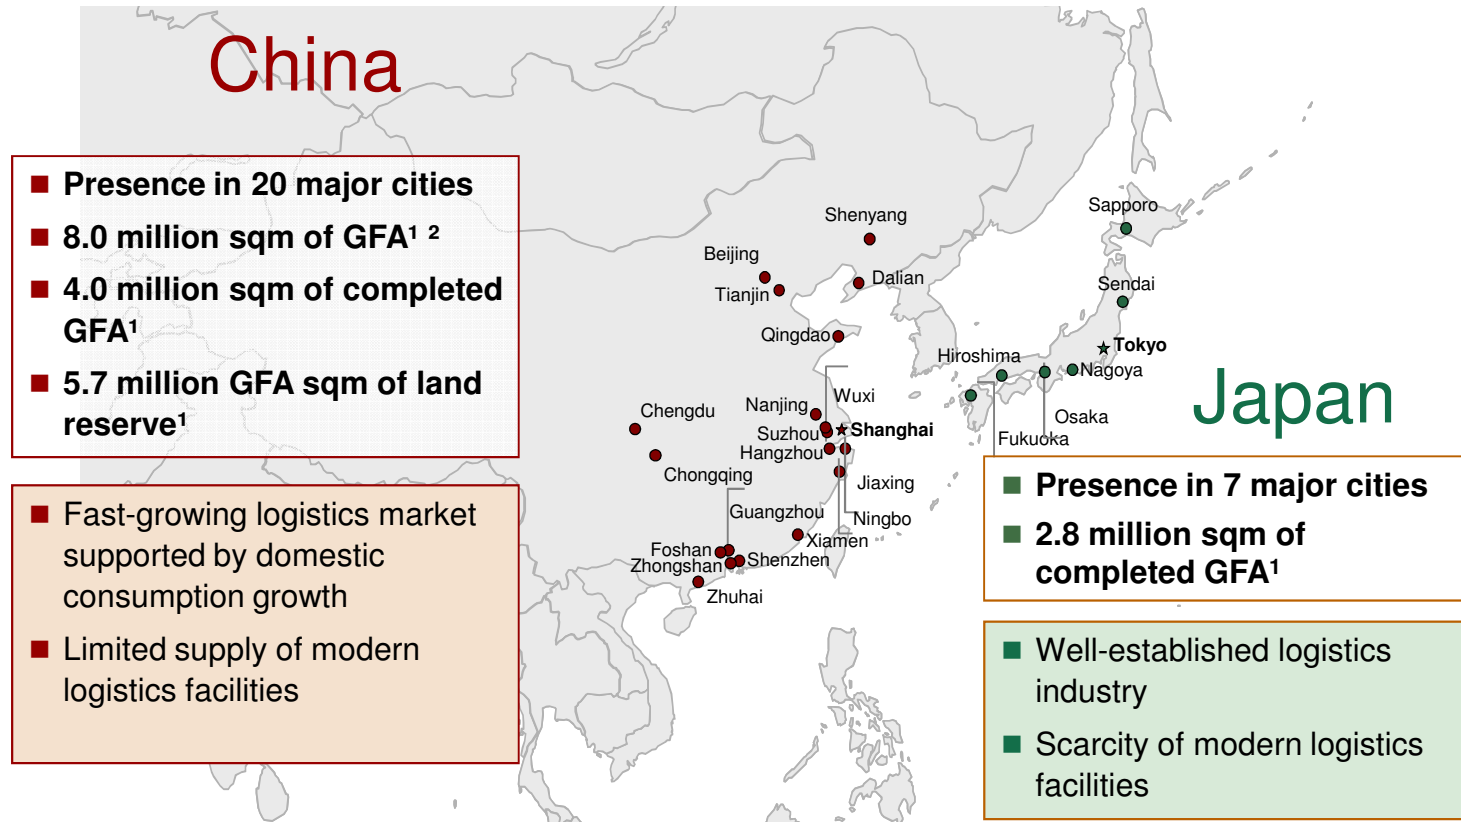 China
■ Presence in 20 major cities
■ 8.0 million sqm of GFA¹ ²
■ 4.0 million sqm of completed
GFA¹
■ 5.7 million GFA sqm of land
reserve¹
■ Fast-growing logistics market
supported by domestic
consumption growth
■ Limited supply of modern
logistics facilities
Shenyang
Beijing
Dalian
Tianjin
Qingdao
Wuxi
Nanjing
Chengdu
Suzhou
Shanghai
Hangzhou
Chongqing
Jiaxing
Guangzhou
Ningbo
Xiamen
Foshan
Shenzhen
Zhongshan
Zhuhai
Sapporo
Sendai
Tokyo
Hiroshima
Nagoya
Osaka
Fukuoka
Japan
■ Presence in 7 major cities
■ 2.8 million sqm of
completed GFA¹
■ Well-established logistics
industry
■ Scarcity of modern logistics
facilities